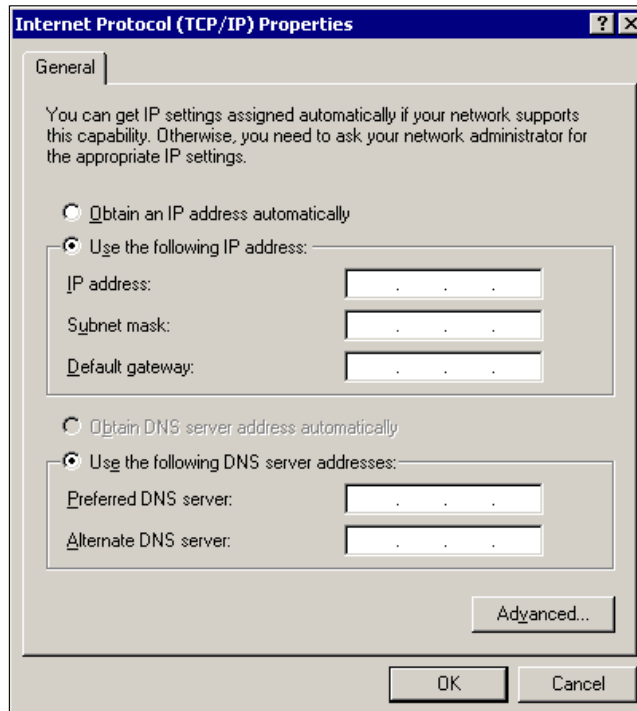 Internet Protocol (TCP/IP) Properties
General
You can get IP settings assigned automatically if your network supports
this capability. Otherwise, you need to ask your network administrator for
the appropriate IP settings.
Obtain an IP address automatically
Use the following IP address:
IP address:
. . .
Subnet mask:
. . .
Default gateway:
. . .
Obtain DNS server address automatically
Use the following DNS server addresses:
Preferred DNS server:
. . .
Alternate DNS server:
. . .
Advanced...
OK
Cancel